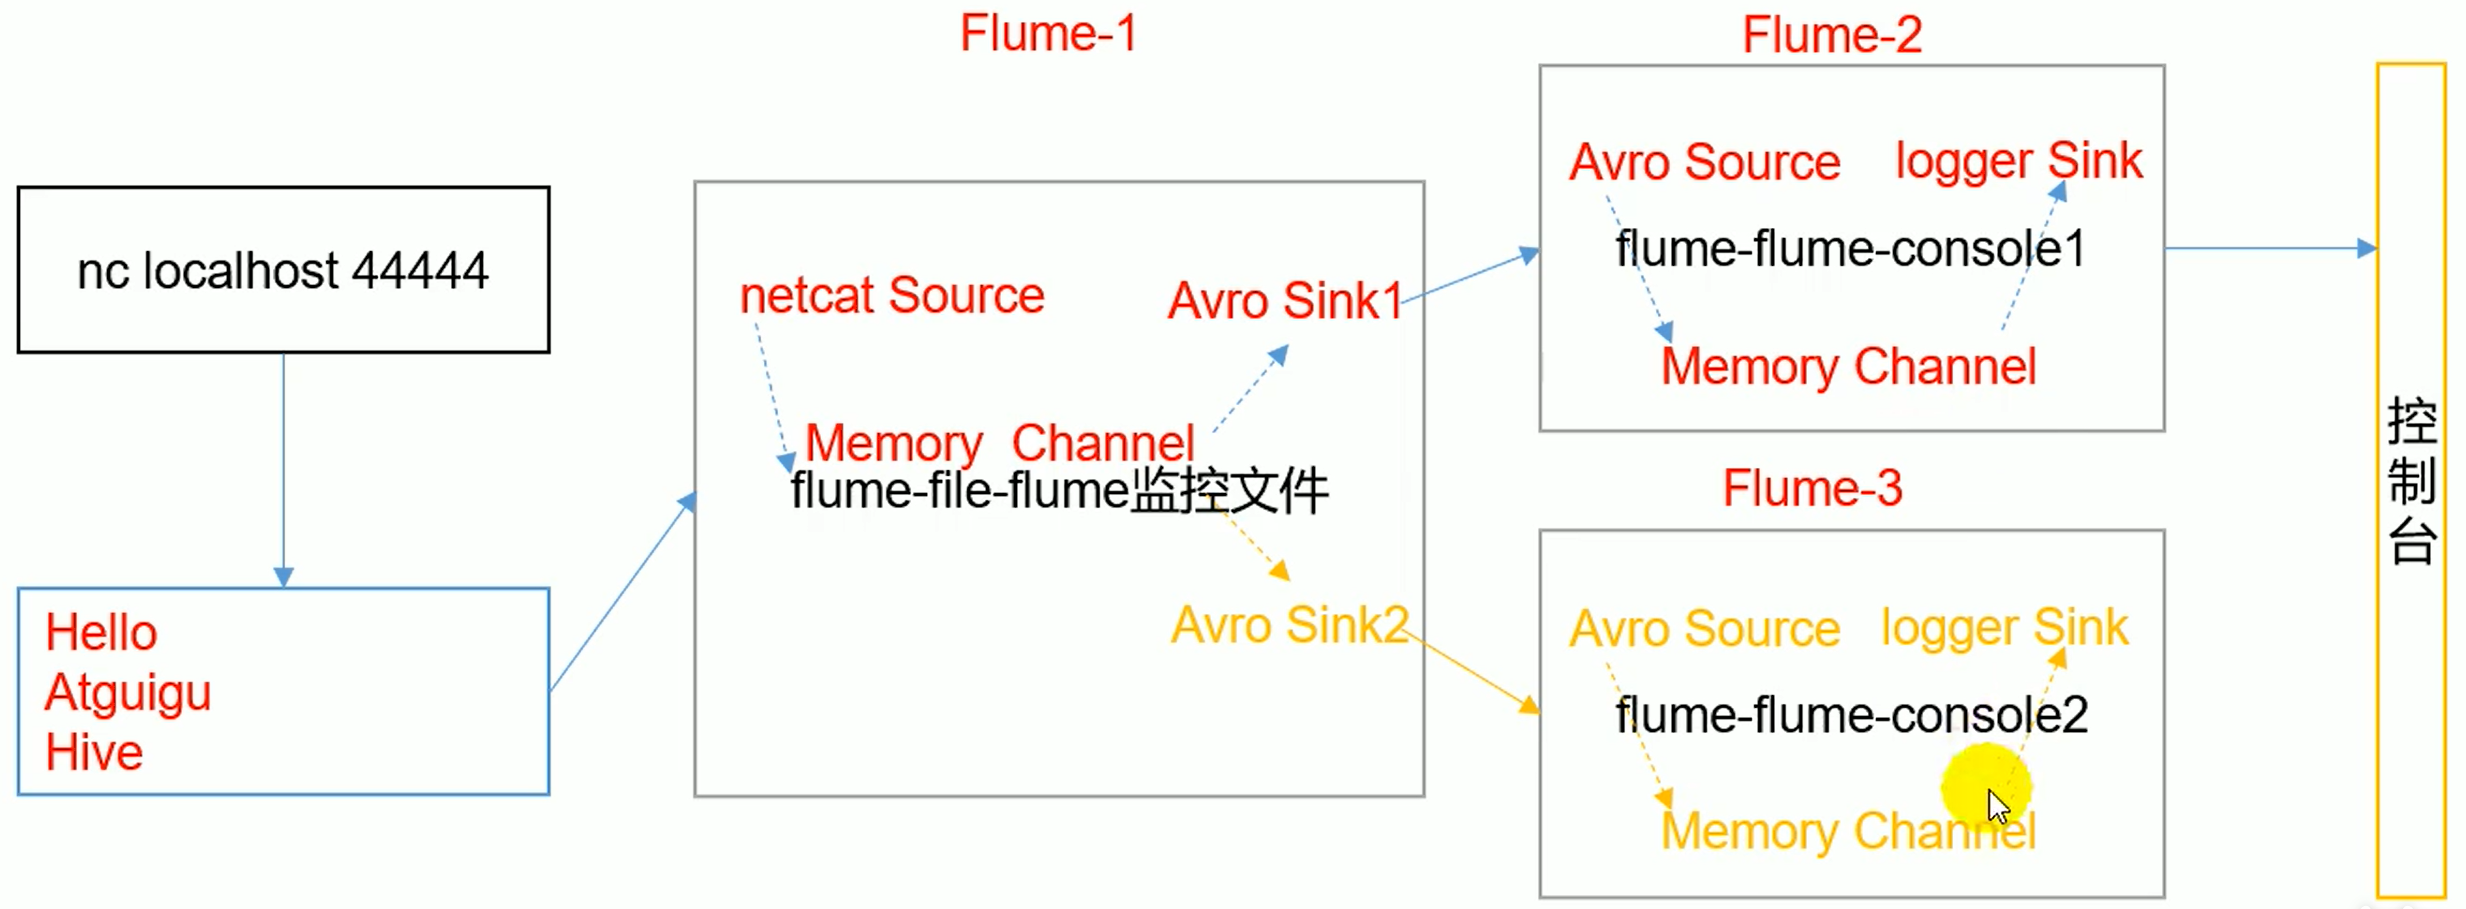 nc localhost 44444
Hello
Atguigu
Hive
Flume-1
netcat Source
Avro Sink1
Memory  Channel
flume-file-flume监控文件
Avro Sink2
Flume-2
Avro Source
logger Sink
flume-flume-console1
Memory Channel
Flume-3
Avro Source
logger Sink
flume-flume-console2
Memory Channel
控制台